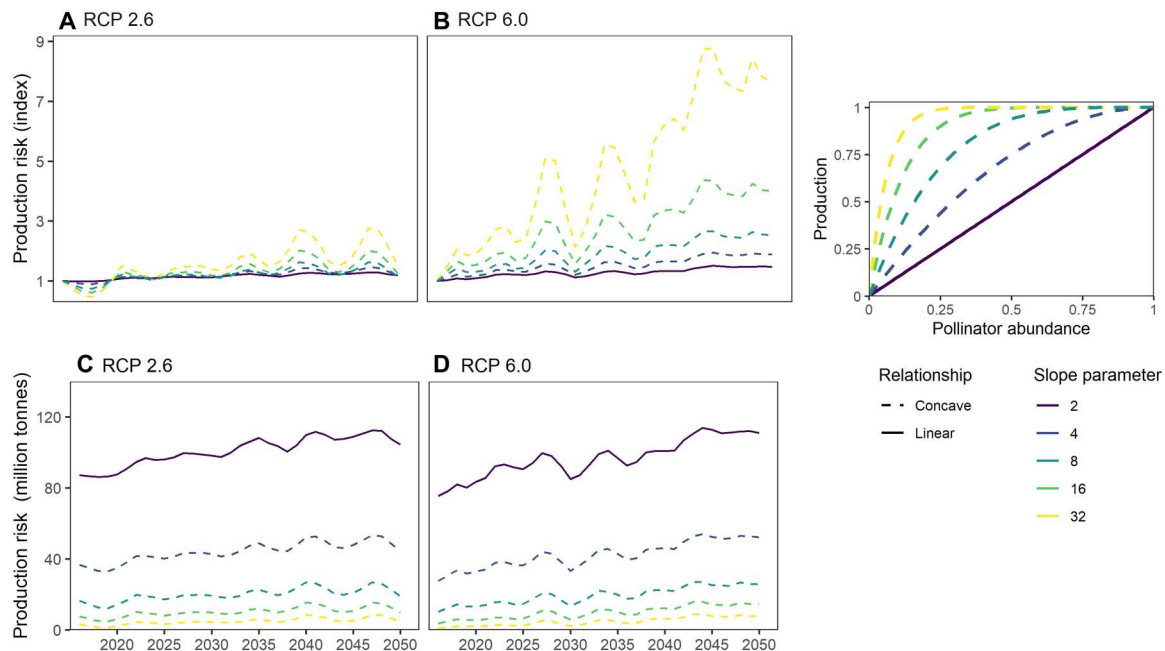 A RCP 2.6
B RCP 6.0
Production risk (index)
9
7
5
3
1
Production
1
0.75
0.5
0.25
0
0
0.25
0.5
0.75
1
Pollinator abundance
C RCP 2.6
D RCP 6.0
Production risk (million tonnes)
120
80
40
0
2020 2025 2030 2035 2040 2045 2050
2020 2025 2030 2035 2040 2045 2050
Relationship
Concave
Linear
Slope parameter
2
4
8
16
32